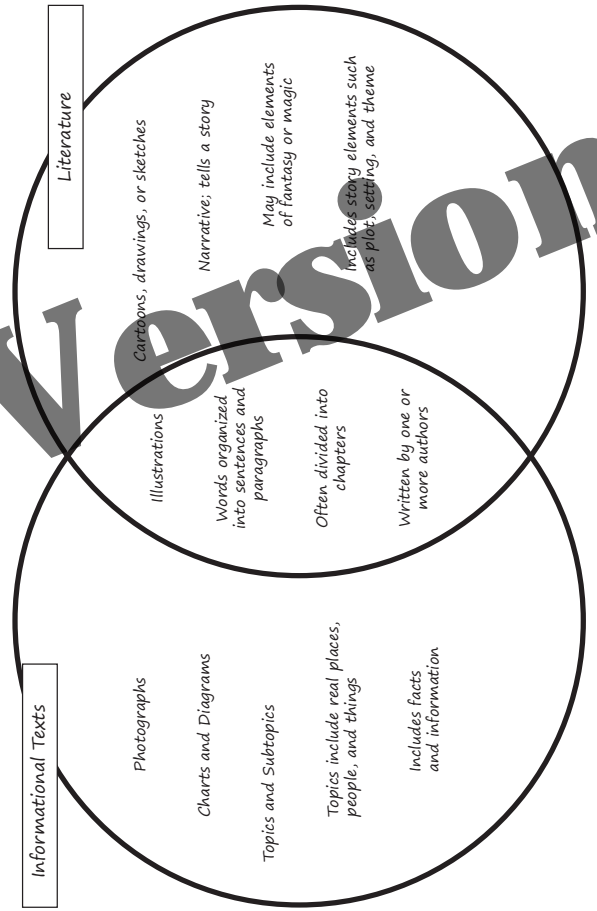 Informational Texts
Photographs
Charts and Diagrams
Topics and Subtopics
Topics include real places,
people, and things
Includes facts
and information
Illustrations
Words organized
into sentences and
paragraphs
Often divided into
chapters
Written by one or
more authors
Literature
Cartoons, drawings, or sketches
Narrative; tells a story
May include elements
of fantasy or magic
Includes story elements such
as plot, setting, and theme
Version